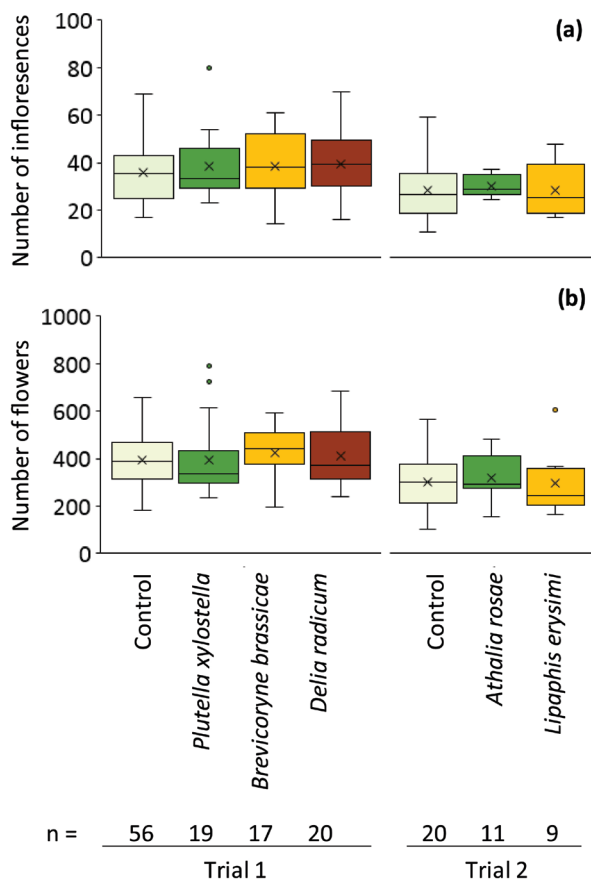 (a)
Number of infloresences
100
80
60
40
20
0
(b)
Number of flowers
1000
800
600
400
200
0
Control
Plutella xylostella
Brevicoryne brassicae
Delia radicum
Control
Athalia rosae
Lipaphis erysimi
n = 56 19 17 20 20 11 9
Trial 1 Trial 2